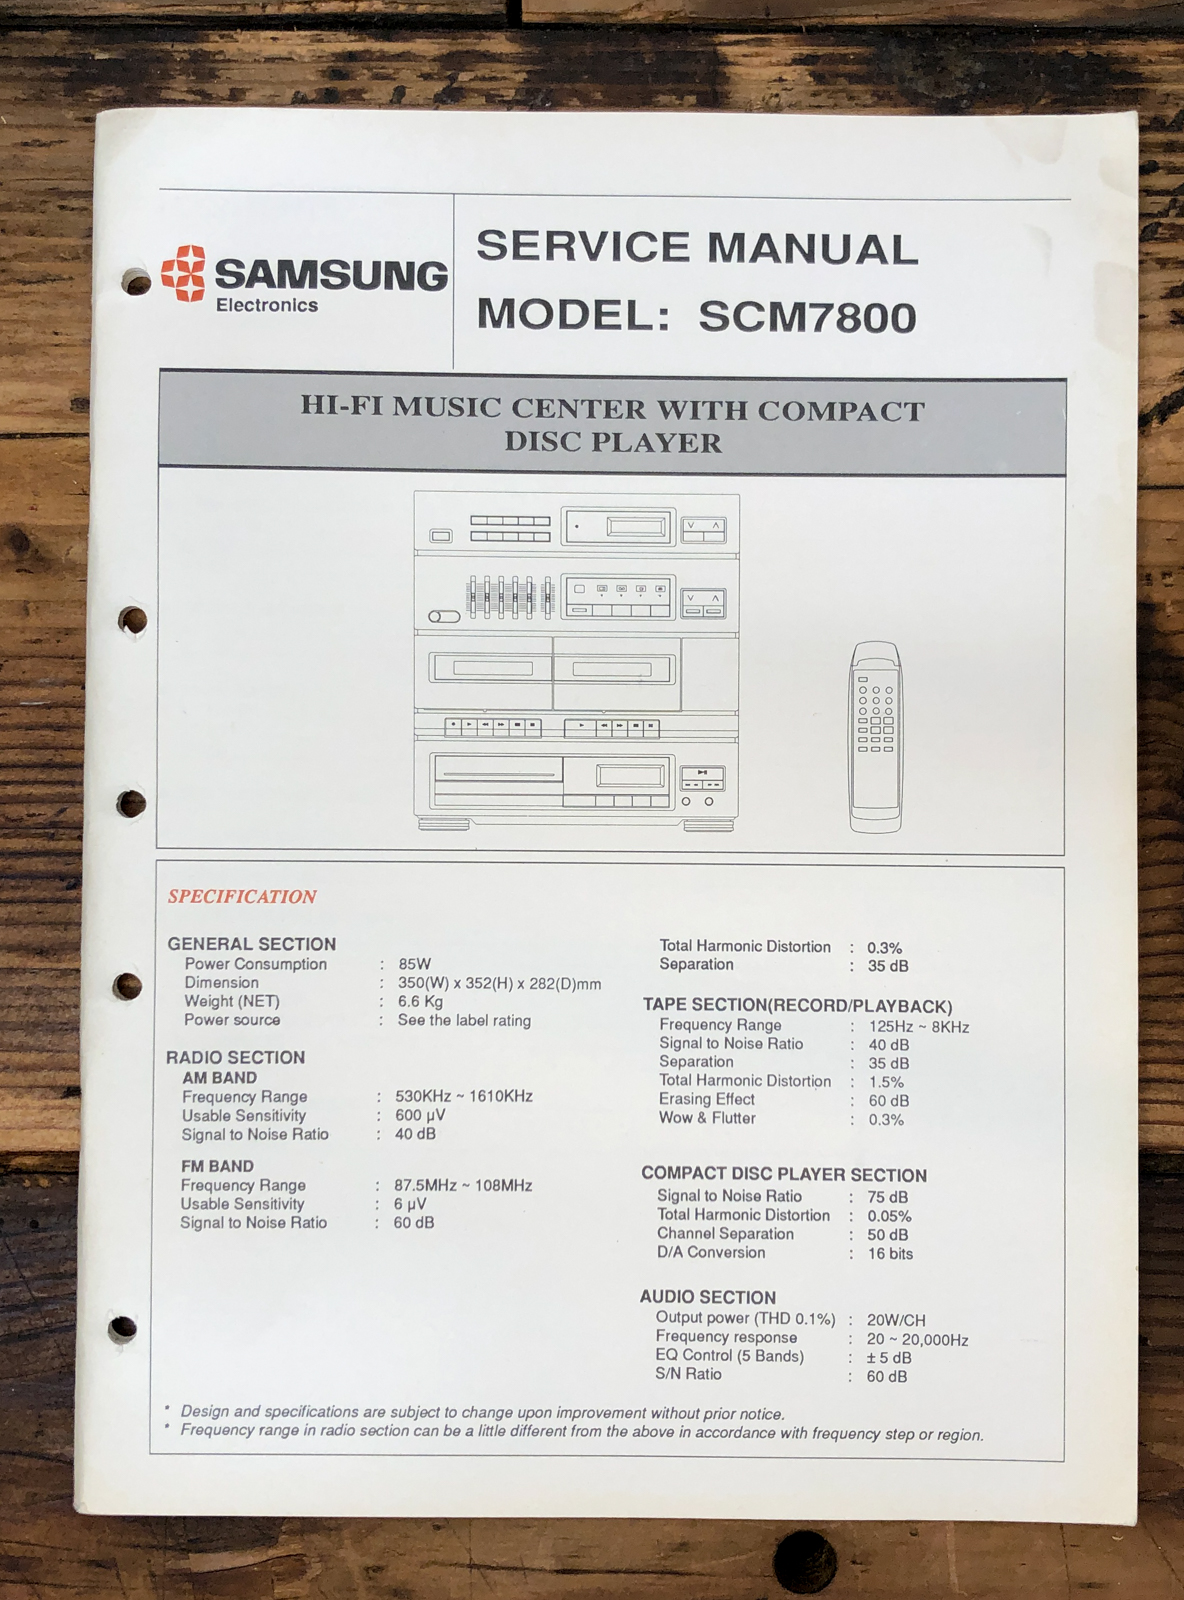 SAMSUNG
Electronics
SERVICE MANUAL
MODEL: SCM7800
HI-FI MUSIC CENTER WITH COMPACT
DISC PLAYER
SPECIFICATION
GENERAL SECTION
Power Consumption : 85W
Dimension : 350(W) x 352(H) x 282(D)mm
Weight (NET) : 6.6 Kg
Power source : See the label rating
RADIO SECTION
AM BAND
Frequency Range : 530KHz ~ 1610KHz
Usable Sensitivity : 600 µV
Signal to Noise Ratio : 40 dB
FM BAND
Frequency Range : 87.5MHz ~ 108MHz
Usable Sensitivity : 6 µV
Signal to Noise Ratio : 60 dB
Total Harmonic Distortion : 0.3%
Separation : 35 dB
TAPE SECTION(RECORD/PLAYBACK)
Frequency Range : 125Hz ~ 8KHz
Signal to Noise Ratio : 40 dB
Separation : 35 dB
Total Harmonic Distortion : 1.5%
Erasing Effect : 60 dB
Wow & Flutter : 0.3%
COMPACT DISC PLAYER SECTION
Signal to Noise Ratio : 75 dB
Total Harmonic Distortion : 0.05%
Channel Separation : 50 dB
D/A Conversion : 16 bits
AUDIO SECTION
Output power (THD 0.1%) : 20W/CH
Frequency response : 20 ~ 20,000Hz
EQ Control (5 Bands) : ± 5 dB
S/N Ratio : 60 dB
* Design and specifications are subject to change upon improvement without prior notice.
* Frequency range in radio section can be a little different from the above in accordance with frequency step or region.